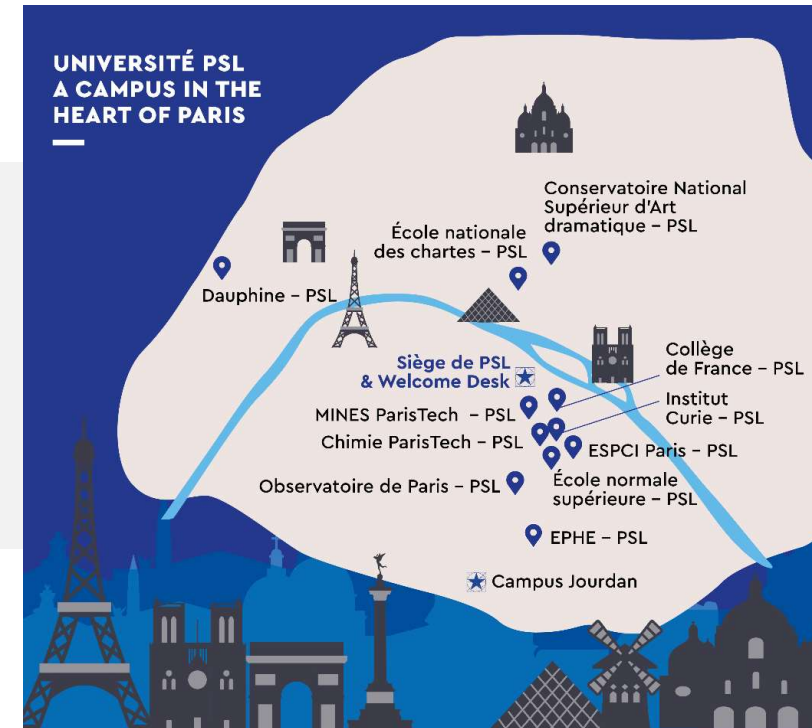 UNIVERSITÉ PSL
A CAMPUS IN THE
HEART OF PARIS
Conservatoire National
Supérieur d'Art
dramatique – PSL
École nationale
des chartes – PSL
Dauphine – PSL
Siège de PSL
& Welcome Desk
Collège
de France – PSL
MINES ParisTech – PSL
Institut
Curie – PSL
Chimie ParisTech – PSL
ESPCI Paris – PSL
Observatoire de Paris – PSL
École normale
supérieure – PSL
EPHE – PSL
Campus Jourdan